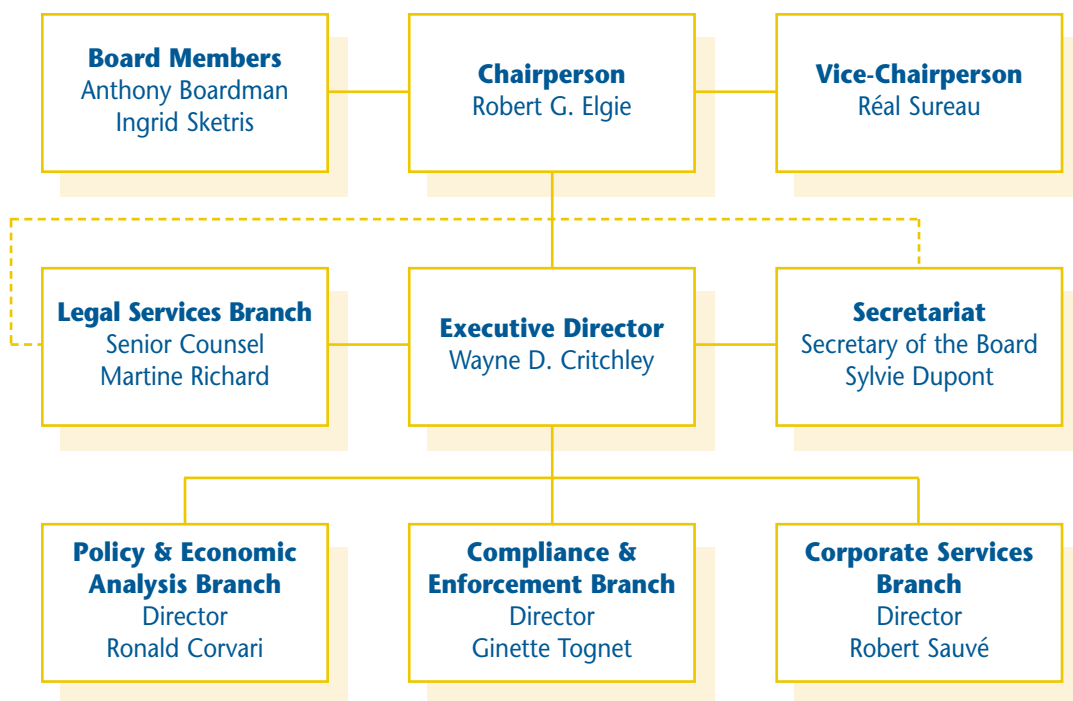 Board Members
Anthony Boardman
Ingrid Sketris
Chairperson
Robert G. Elgie
Vice-Chairperson
Réal Sureau
Legal Services Branch
Senior Counsel
Martine Richard
Executive Director
Wayne D. Critchley
Secretariat
Secretary of the Board
Sylvie Dupont
Policy & Economic
Analysis Branch
Director
Ronald Corvari
Compliance &
Enforcement Branch
Director
Ginette Tognet
Corporate Services
Branch
Director
Robert Sauvé